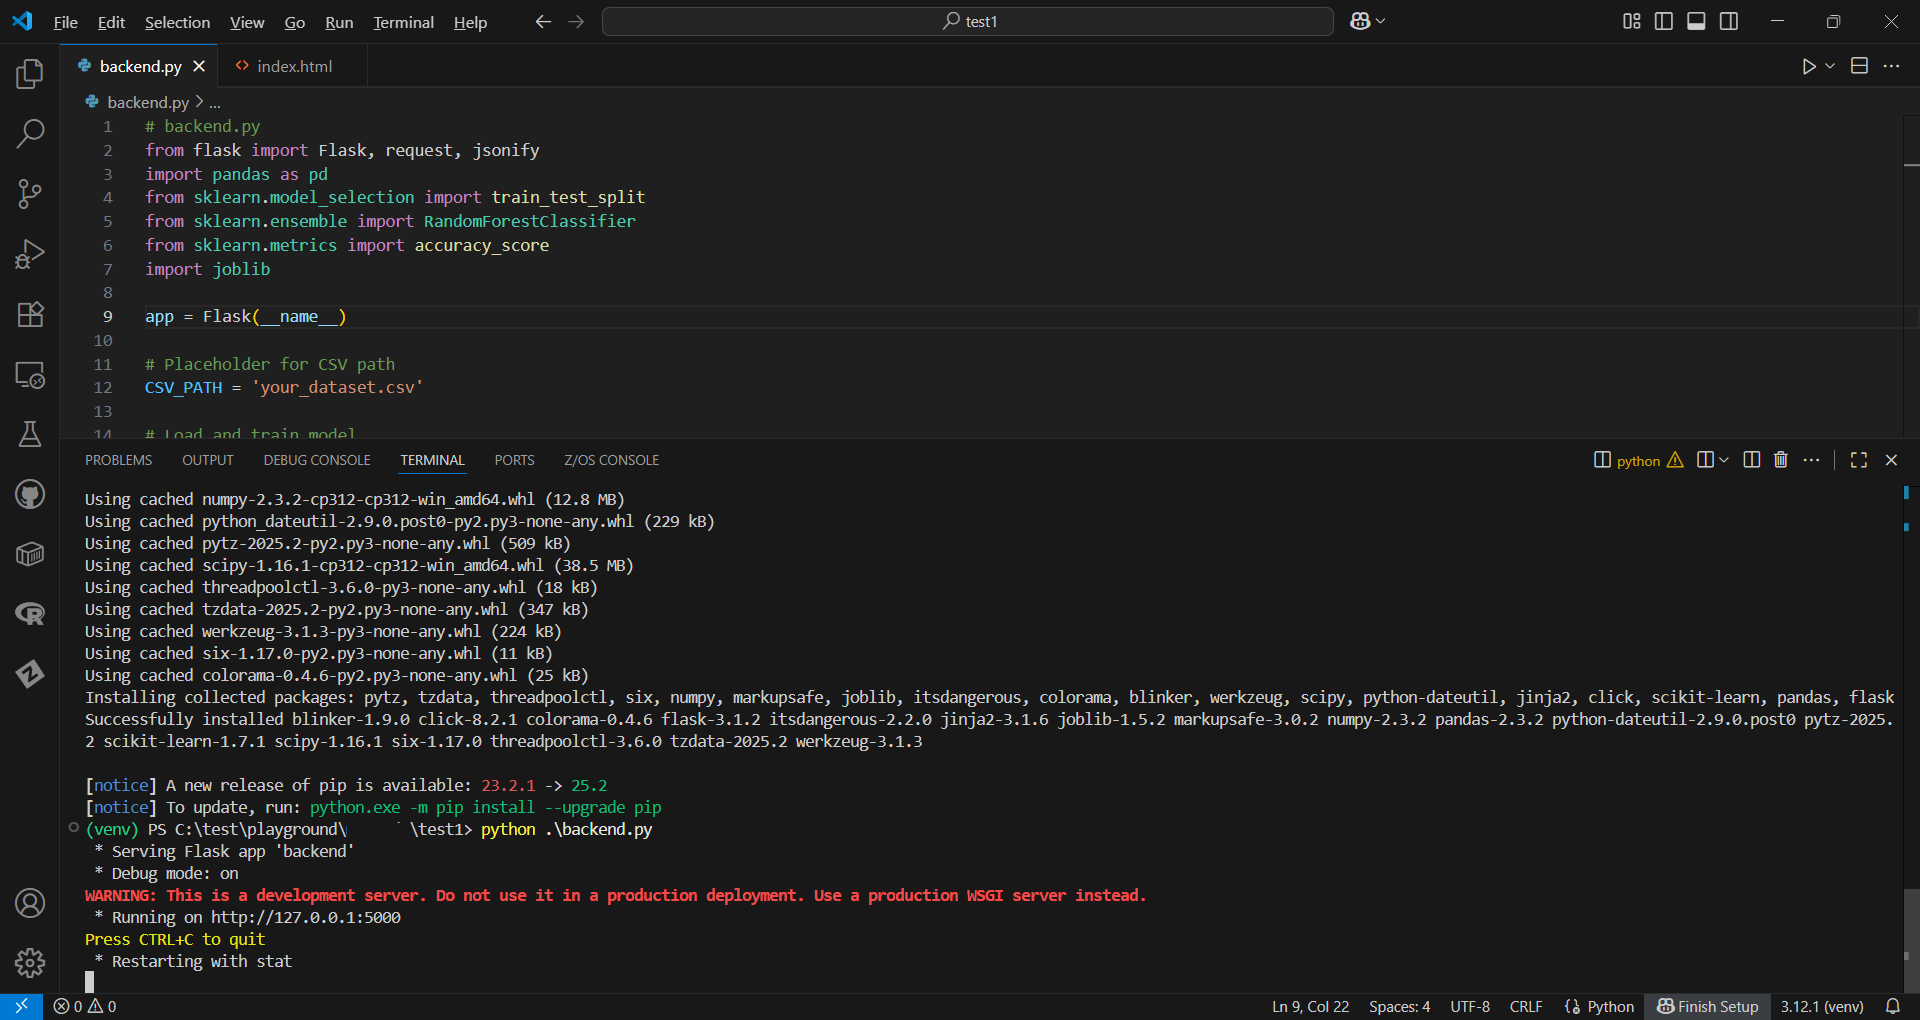 File Edit Selection View Go Run Terminal Help
test1
backend.py
index.html
backend.py > ...
1 # backend.py
2 from flask import Flask, request, jsonify
3 import pandas as pd
4 from sklearn.model_selection import train_test_split
5 from sklearn.ensemble import RandomForestClassifier
6 from sklearn.metrics import accuracy_score
7 import joblib
8
9 app = Flask(__name__)
10
11 # Placeholder for CSV path
12 CSV_PATH = 'your_dataset.csv'
13
14 # Load and train model
PROBLEMS OUTPUT DEBUG CONSOLE TERMINAL PORTS Z/OS CONSOLE
python
Using cached numpy-2.3.2-cp312-cp312-win_amd64.whl (12.8 MB)
Using cached python_dateutil-2.9.0.post0-py2.py3-none-any.whl (229 kB)
Using cached pytz-2025.2-py2.py3-none-any.whl (509 kB)
Using cached scipy-1.16.1-cp312-cp312-win_amd64.whl (38.5 MB)
Using cached threadpoolctl-3.6.0-py3-none-any.whl (18 kB)
Using cached tzdata-2025.2-py2.py3-none-any.whl (347 kB)
Using cached werkzeug-3.1.3-py3-none-any.whl (224 kB)
Using cached six-1.17.0-py2.py3-none-any.whl (11 kB)
Using cached colorama-0.4.6-py2.py3-none-any.whl (25 kB)
Installing collected packages: pytz, tzdata, threadpoolctl, six, numpy, markupsafe, joblib, itsdangerous, colorama, blinker, werkzeug, scipy, python-dateutil, jinja2, click, scikit-learn, pandas, flask
Successfully installed blinker-1.9.0 click-8.2.1 colorama-0.4.6 flask-3.1.2 itsdangerous-2.2.0 jinja2-3.1.6 joblib-1.5.2 markupsafe-3.0.2 numpy-2.3.2 pandas-2.3.2 python-dateutil-2.9.0.post0 pytz-2025.
2 scikit-learn-1.7.1 scipy-1.16.1 six-1.17.0 threadpoolctl-3.6.0 tzdata-2025.2 werkzeug-3.1.3
[notice] A new release of pip is available: 23.2.1 -> 25.2
[notice] To update, run: python.exe -m pip install --upgrade pip
(venv) PS C:\test\playground\ \test1> python .\backend.py
* Serving Flask app 'backend'
* Debug mode: on
WARNING: This is a development server. Do not use it in a production deployment. Use a production WSGI server instead.
* Running on http://127.0.0.1:5000
Press CTRL+C to quit
* Restarting with stat
0 0 Ln 9, Col 22 Spaces: 4 UTF-8 CRLF {} Python Finish Setup 3.12.1 (venv)